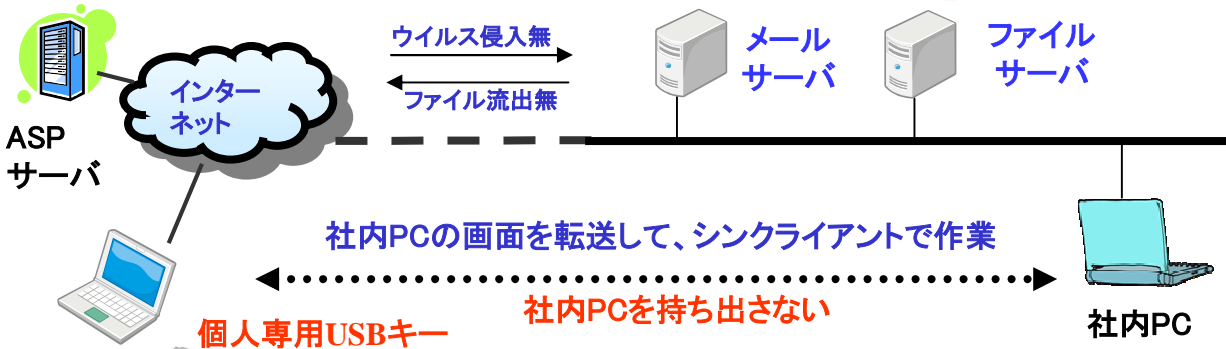 ウイルス侵入無
ファイル流出無
メール
サーバ
ファイル
サーバ
インター
ネット
ASP
サーバ
社内PCの画面を転送して、シンクライアントで作業
社内PCを持ち出さない
個人専用USBキー
社内PC